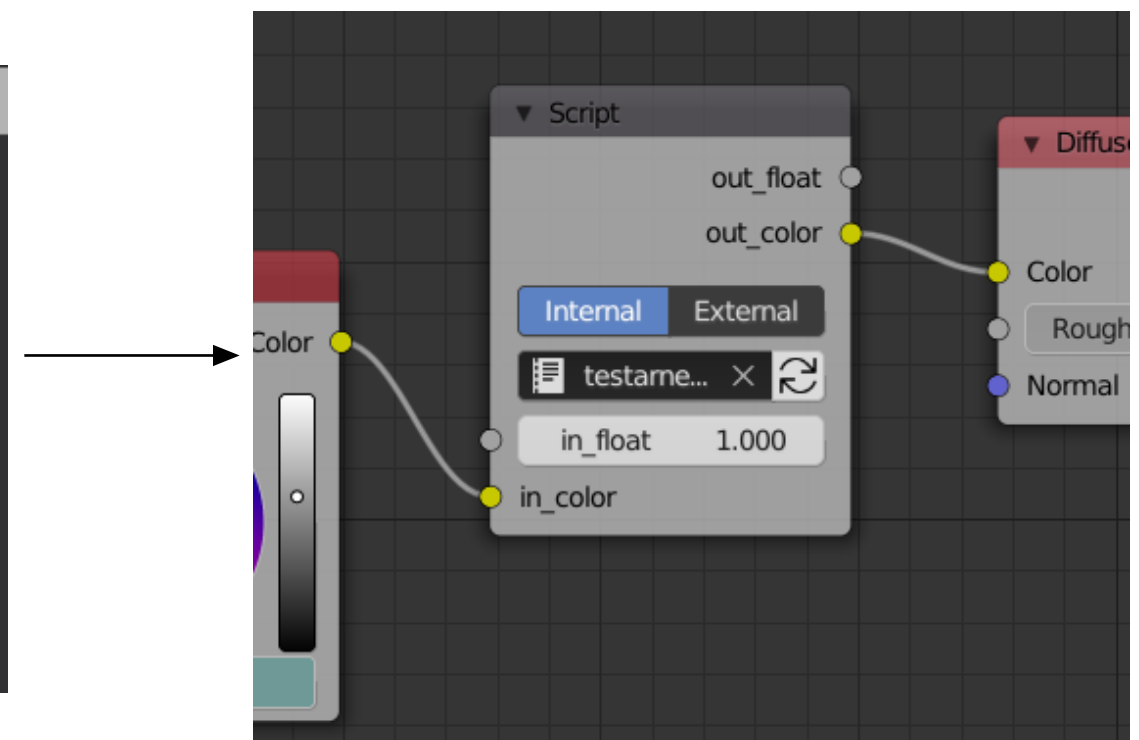 Script
out_float
out_color
Internal External
testame... ×
in_float 1.000
in_color
Color
Color
Normal